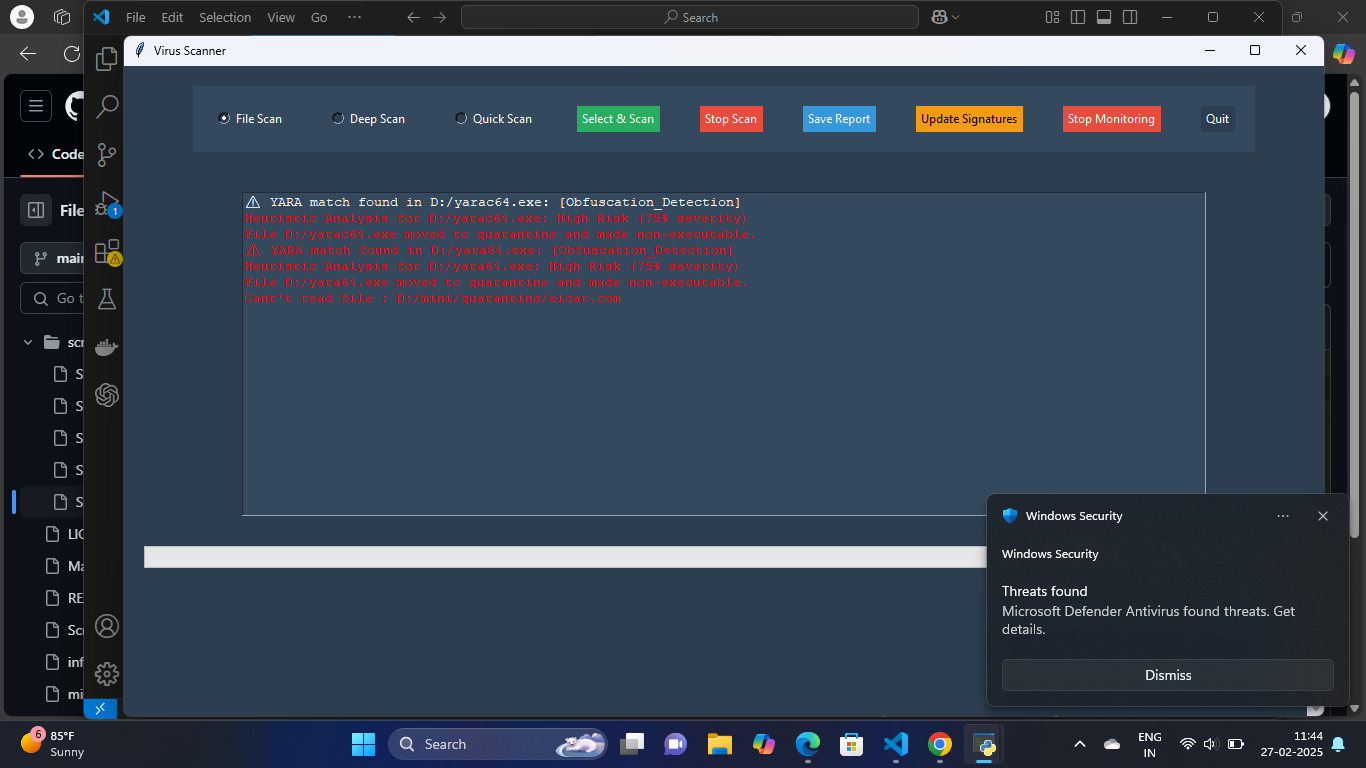 File Edit Selection View Go ... Search
Virus Scanner
File Scan Deep Scan Quick Scan Select & Scan Stop Scan Save Report Update Signatures Stop Monitoring Quit
Code
File
main
Go t
scr
S
S
S
S
S
LIC
Ma
RE
Sc
inf
mi
1
⚠ YARA match found in D:/yarac64.exe: [Obfuscation_Detection]
Heuristic Analysis for D:/yarac64.exe: High Risk (75% severity)
File D:/yarac64.exe moved to quarantine and made non-executable.
⚠ YARA match found in D:/yara64.exe: [Obfuscation_Detection]
Heuristic Analysis for D:/yara64.exe: High Risk (75% severity)
File D:/yara64.exe moved to quarantine and made non-executable.
Cant't read file : D:/mini/quarantine/eicar.com
Windows Security
Windows Security
Threats found
Microsoft Defender Antivirus found threats. Get
details.
Dismiss
6
85°F
Sunny
Search
ENG
IN
11:44
27-02-2025